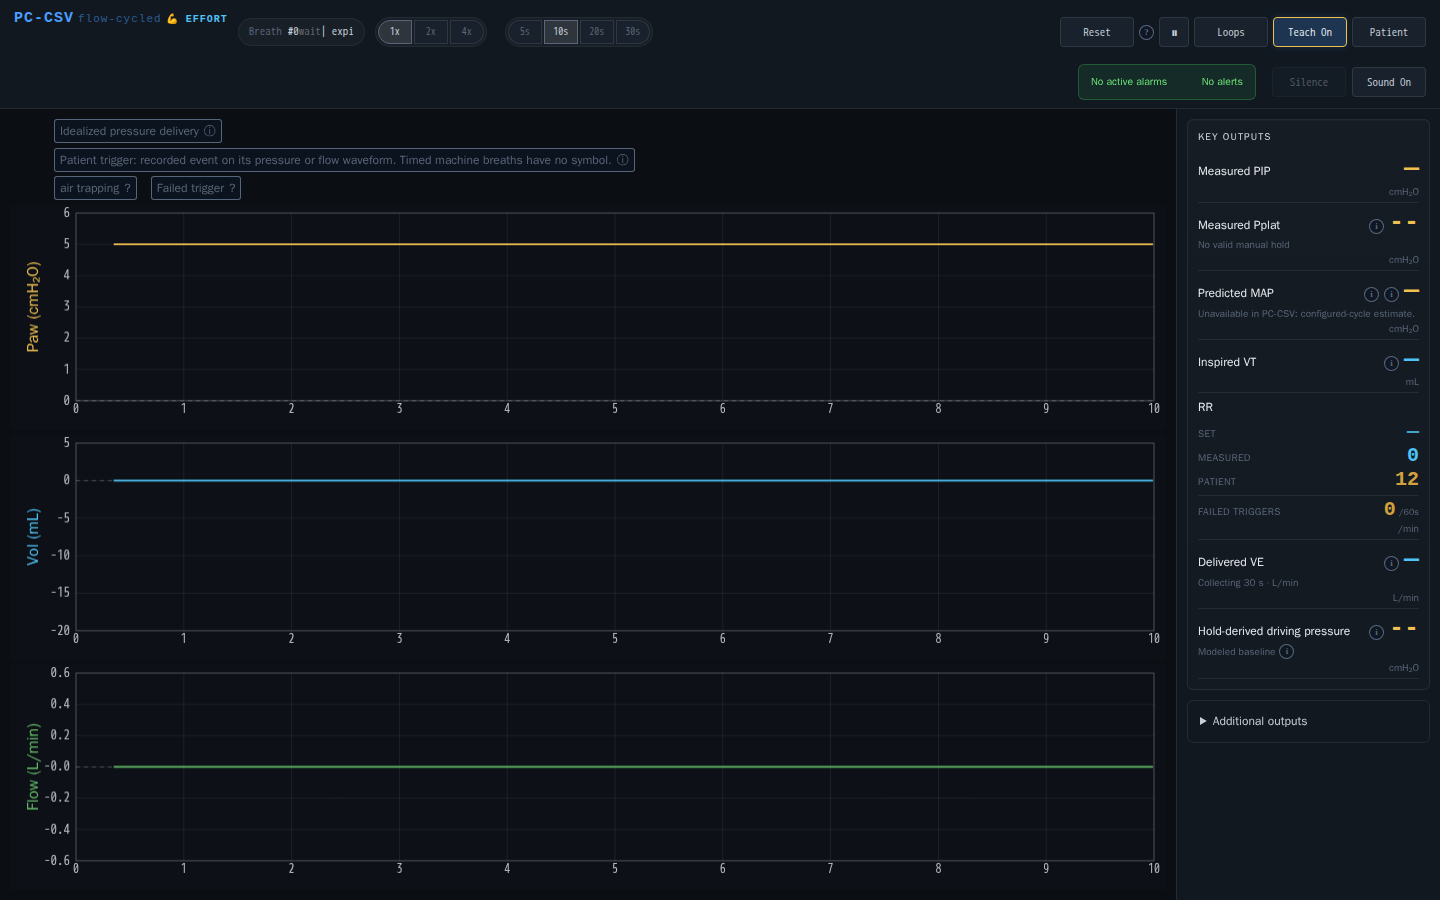 PC-CSV flow-cycled 💪 EFFORT
Breath #0wait| expi
1x 2x 4x
5s 10s 20s 30s
Reset ? ⏸ Loops Teach On Patient
No active alarms No alerts
Silence Sound On
Idealized pressure delivery ⓘ
Patient trigger: recorded event on its pressure or flow waveform. Timed machine breaths have no symbol. ⓘ
air trapping ? Failed trigger ?
Paw (cmH₂O)
6
5
4
3
2
1
0
0 1 2 3 4 5 6 7 8 9 10
Vol (mL)
5
0
-5
-10
-15
-20
0 1 2 3 4 5 6 7 8 9 10
Flow (L/min)
0.6
0.4
0.2
-0.0
-0.2
-0.4
-0.6
0 1 2 3 4 5 6 7 8 9 10
KEY OUTPUTS
Measured PIP —
cmH₂O
Measured Pplat i --
No valid manual hold
cmH₂O
Predicted MAP i i —
Unavailable in PC-CSV: configured-cycle estimate.
cmH₂O
Inspired VT i —
mL
RR
SET —
MEASURED 0
PATIENT 12
FAILED TRIGGERS 0 /60s
/min
Delivered VE i —
Collecting 30 s · L/min
L/min
Hold-derived driving pressure i --
Modeled baseline i
cmH₂O
▶ Additional outputs